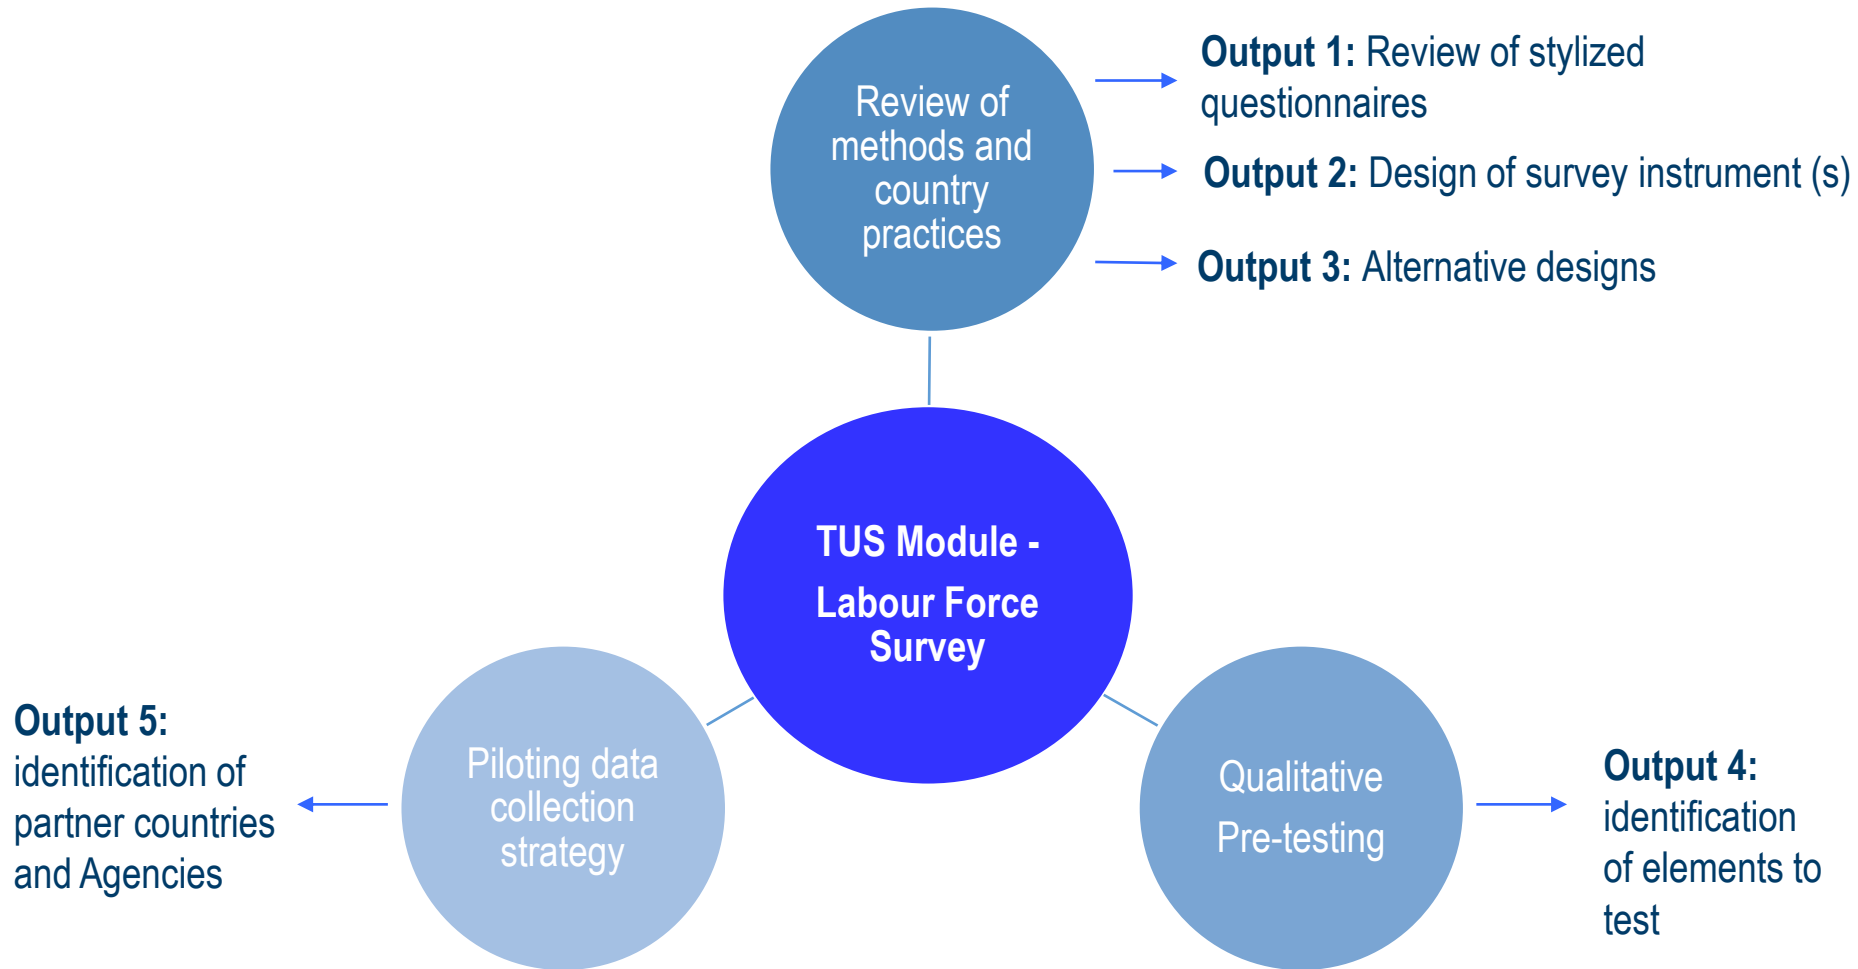 Review of
methods and
country
practices
Output 1: Review of stylized
questionnaires
Output 2: Design of survey instrument (s)
Output 3: Alternative designs
TUS Module -
Labour Force
Survey
Piloting data
collection
strategy
Output 5:
identification of
partner countries
and Agencies
Qualitative
Pre-testing
Output 4:
identification
of elements to
test